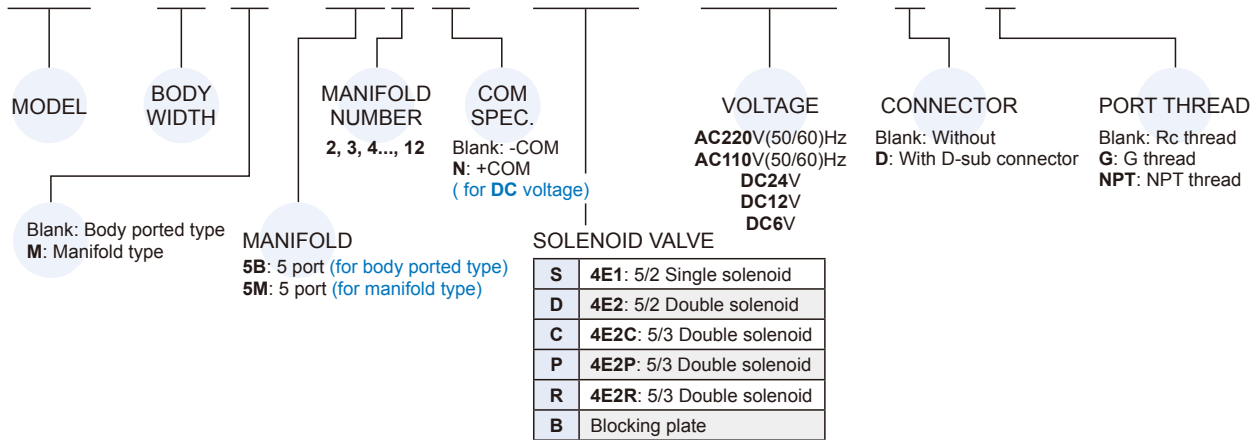 MODEL
BODY
WIDTH
Blank: Body ported type
M: Manifold type
MANIFOLD
5B: 5 port (for body ported type)
5M: 5 port (for manifold type)
MANIFOLD
NUMBER
2, 3, 4..., 12
COM
SPEC.
Blank: -COM
N: +COM
( for DC voltage)
SOLENOID VALVE
S 4E1: 5/2 Single solenoid
D 4E2: 5/2 Double solenoid
C 4E2C: 5/3 Double solenoid
P 4E2P: 5/3 Double solenoid
R 4E2R: 5/3 Double solenoid
B Blocking plate
VOLTAGE
AC220V(50/60)Hz
AC110V(50/60)Hz
DC24V
DC12V
DC6V
CONNECTOR
Blank: Without
D: With D-sub connector
PORT THREAD
Blank: Rc thread
G: G thread
NPT: NPT thread